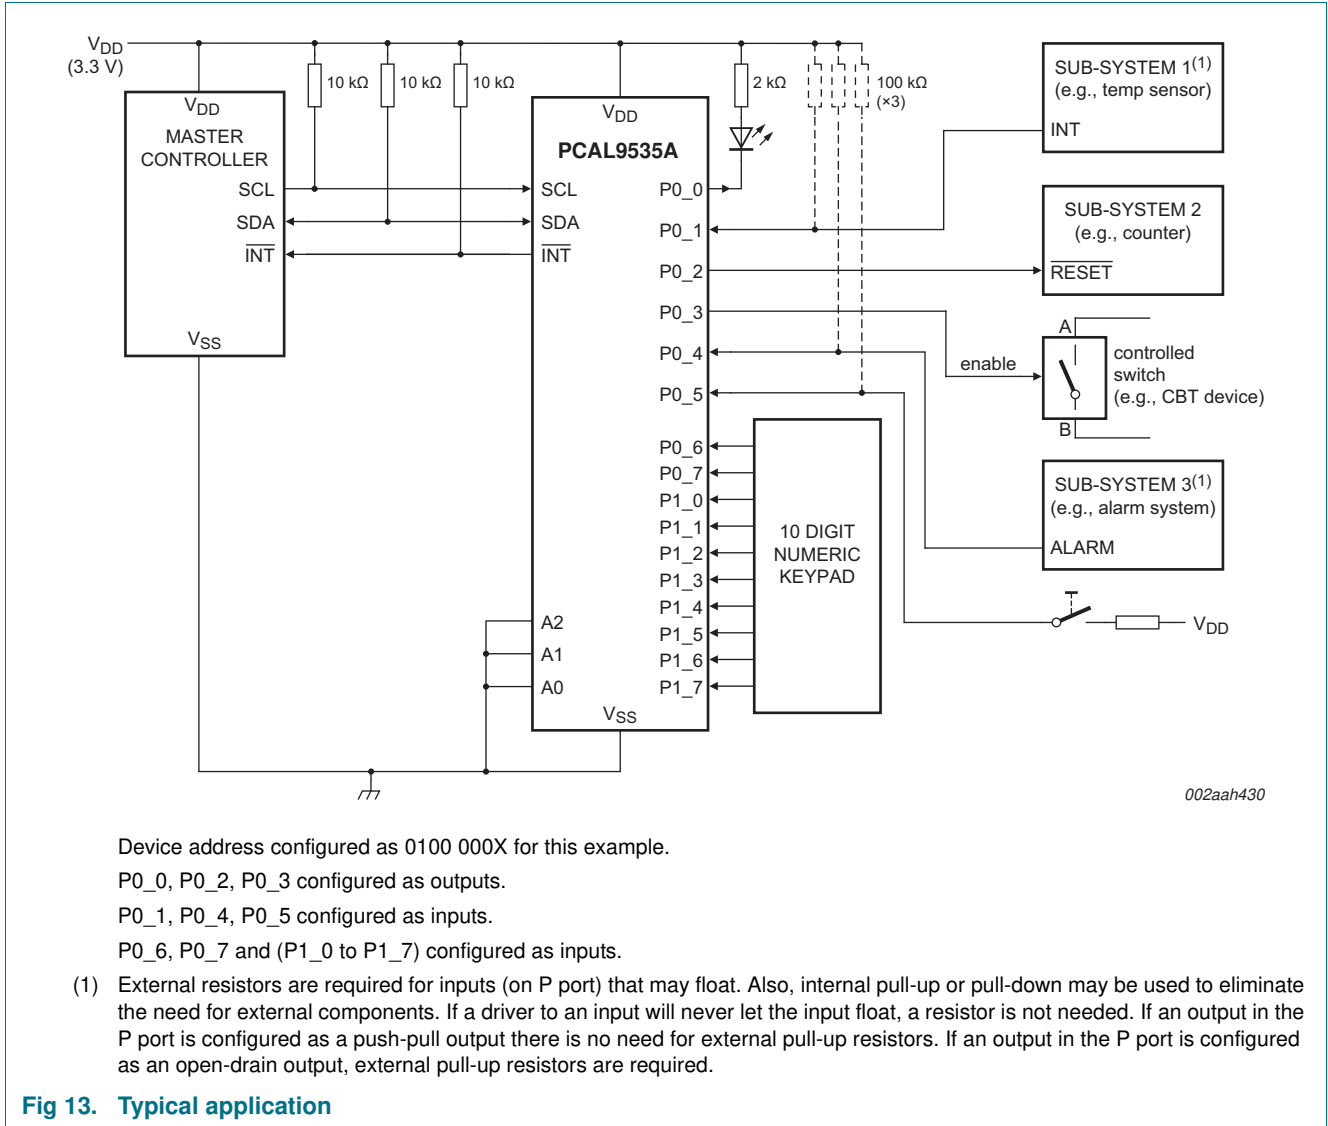 VDD
(3.3 V)
10 kΩ
10 kΩ
10 kΩ
2 kΩ
100 kΩ
(×3)
VDD
MASTER
CONTROLLER
SCL
SDA
INT
VSS
VDD
PCAL9535A
SCL
SDA
INT
A2
A1
A0
VSS
P0_0
P0_1
P0_2
P0_3
P0_4
P0_5
P0_6
P0_7
P1_0
P1_1
P1_2
P1_3
P1_4
P1_5
P1_6
P1_7
10 DIGIT
NUMERIC
KEYPAD
SUB-SYSTEM 1(1)
(e.g., temp sensor)
INT
SUB-SYSTEM 2
(e.g., counter)
RESET
A
enable
controlled
switch
(e.g., CBT device)
B
SUB-SYSTEM 3(1)
(e.g., alarm system)
ALARM
VDD
002aah430
Device address configured as 0100 000X for this example.
P0_0, P0_2, P0_3 configured as outputs.
P0_1, P0_4, P0_5 configured as inputs.
P0_6, P0_7 and (P1_0 to P1_7) configured as inputs.
(1) External resistors are required for inputs (on P port) that may float. Also, internal pull-up or pull-down may be used to eliminate
the need for external components. If a driver to an input will never let the input float, a resistor is not needed. If an output in the
P port is configured as a push-pull output there is no need for external pull-up resistors. If an output in the P port is configured
as an open-drain output, external pull-up resistors are required.
Fig 13. Typical application